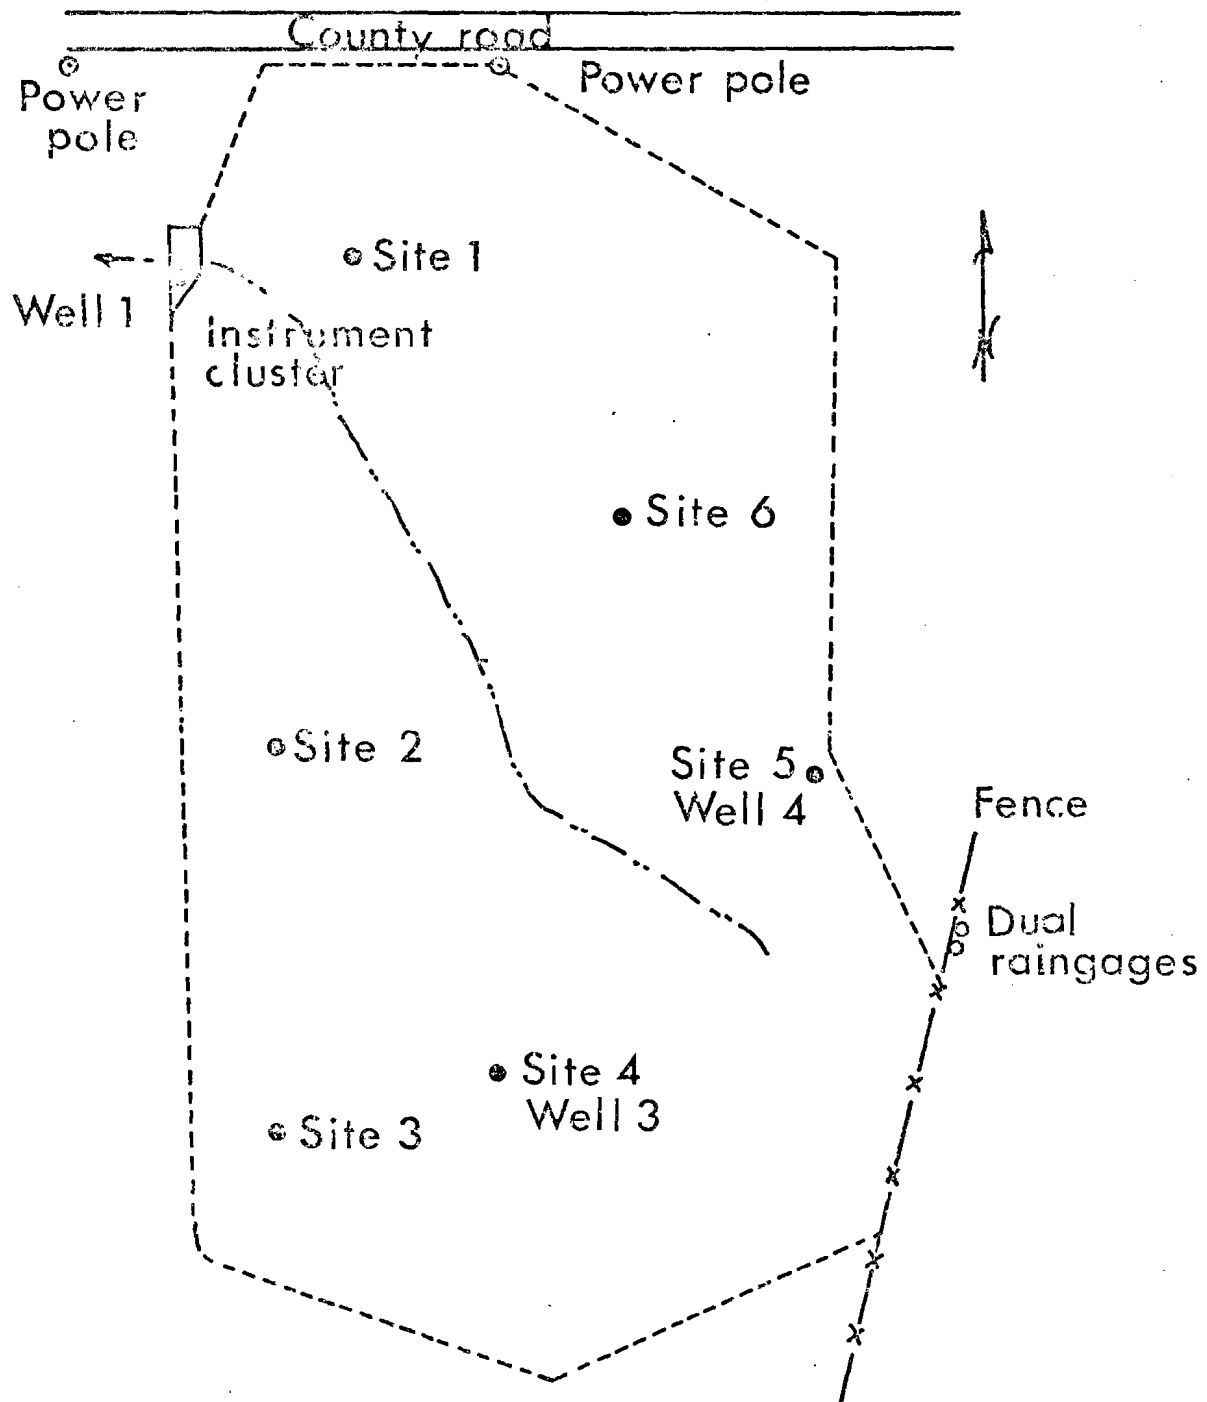 County road
Power pole
Power
pole
Site 1
Well 1
Instrument
cluster
Site 6
Site 2
Site 5
Well 4
Fence
Dual
raingages
Site 4
Well 3
Site 3